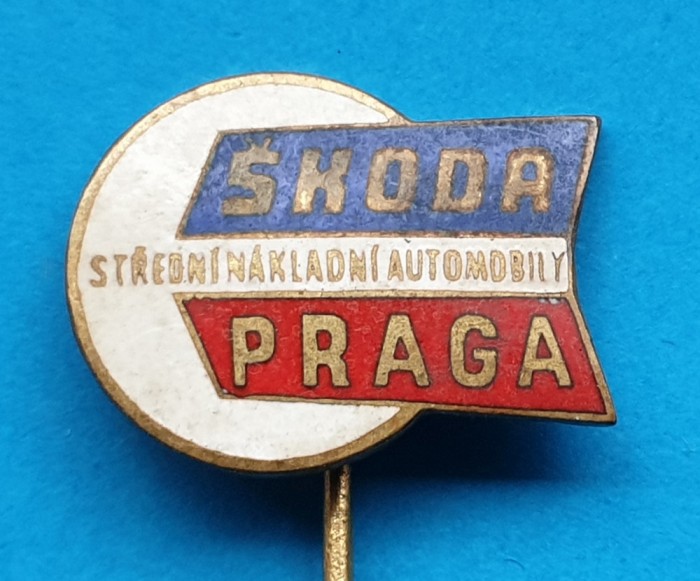 ŠKODA
STŘEDNÍ NÁKLADNÍ AUTOMOBILY
PRAGA